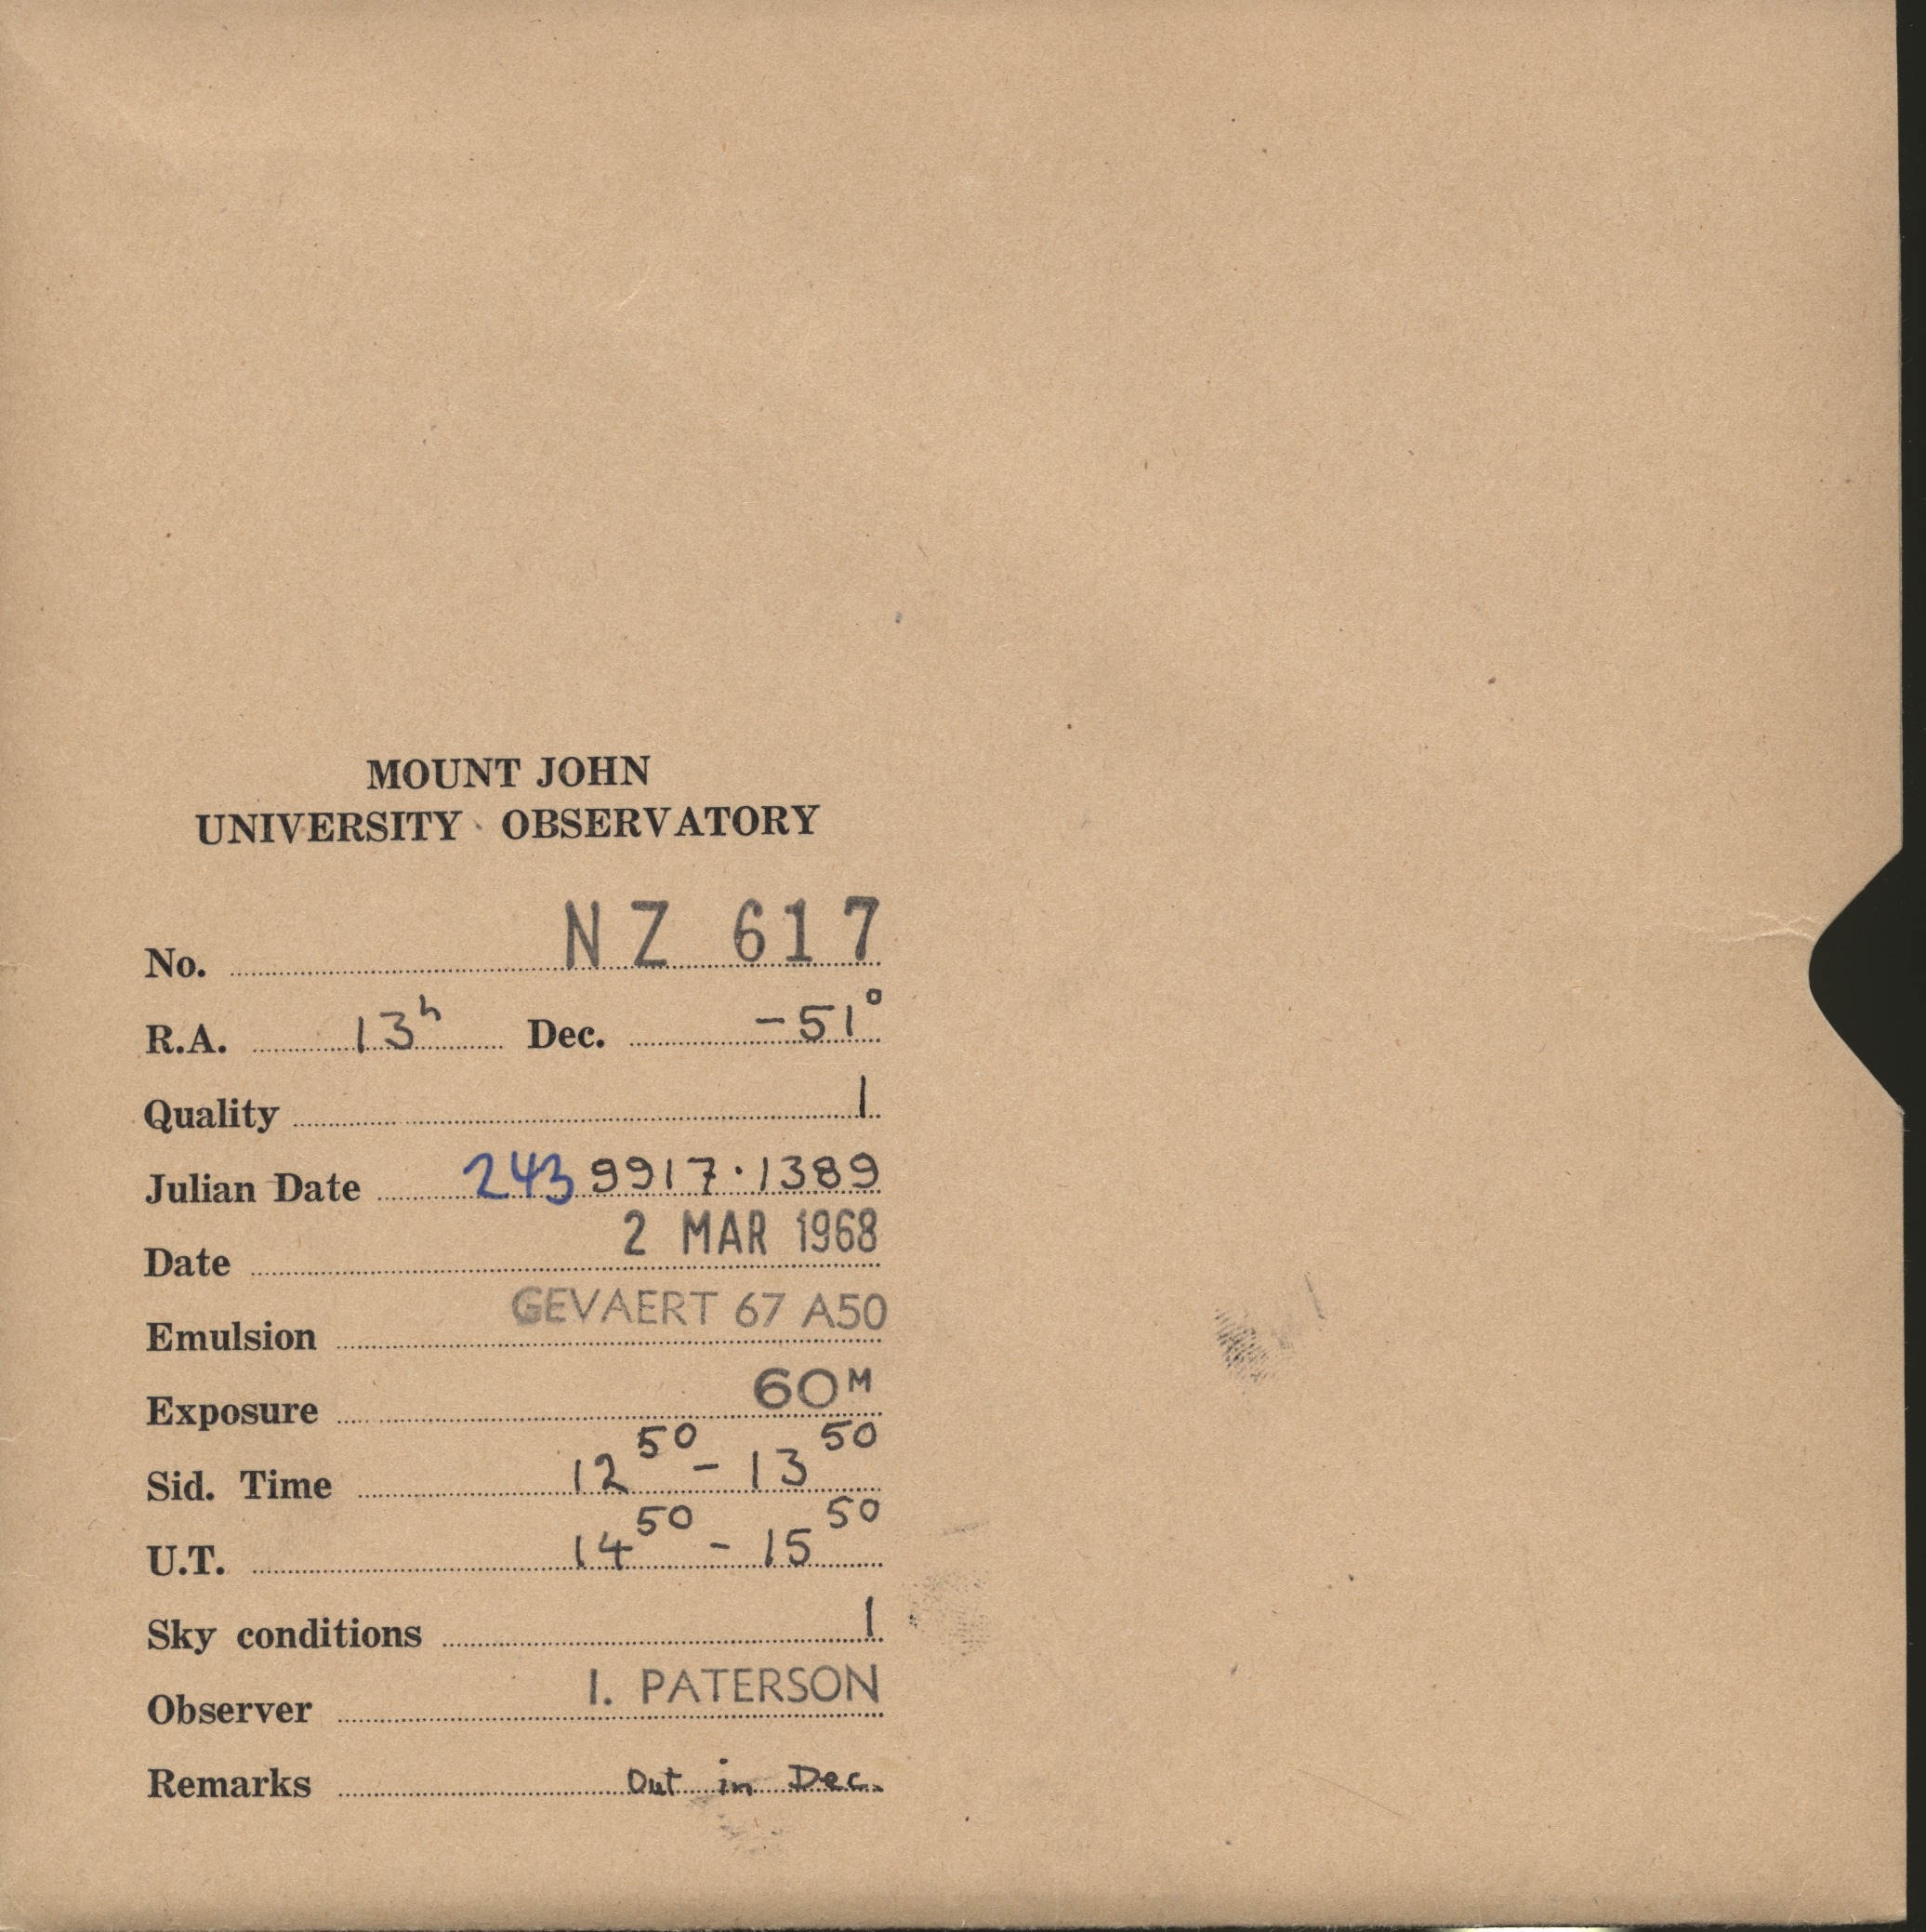 MOUNT JOHN
UNIVERSITY OBSERVATORY
No. NZ 617
R.A. 13h Dec. -51°
Quality 1
Julian Date 2439917.1389
Date 2 MAR 1968
Emulsion GEVAERT 67 A50
Exposure 60M
Sid. Time 12 50 - 13 50
U.T. 14 50 - 15 50
Sky conditions 1
Observer I. PATERSON
Remarks Out in Dec.